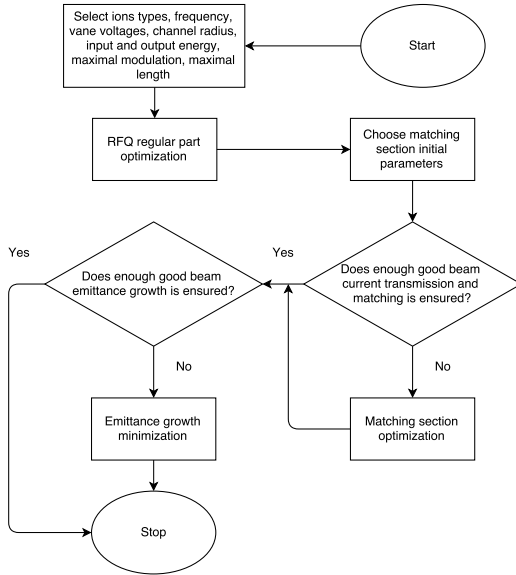 Select ions types, frequency,
vane voltages, channel radius,
input and output energy,
maximal modulation, maximal
length
Start
RFQ regular part
optimization
Choose matching
section initial
parameters
Yes
Does enough good beam
emittance growth is ensured?
Yes
Does enough good beam
current transmission and
matching is ensured?
No
No
Emittance growth
minimization
Matching section
optimization
Stop